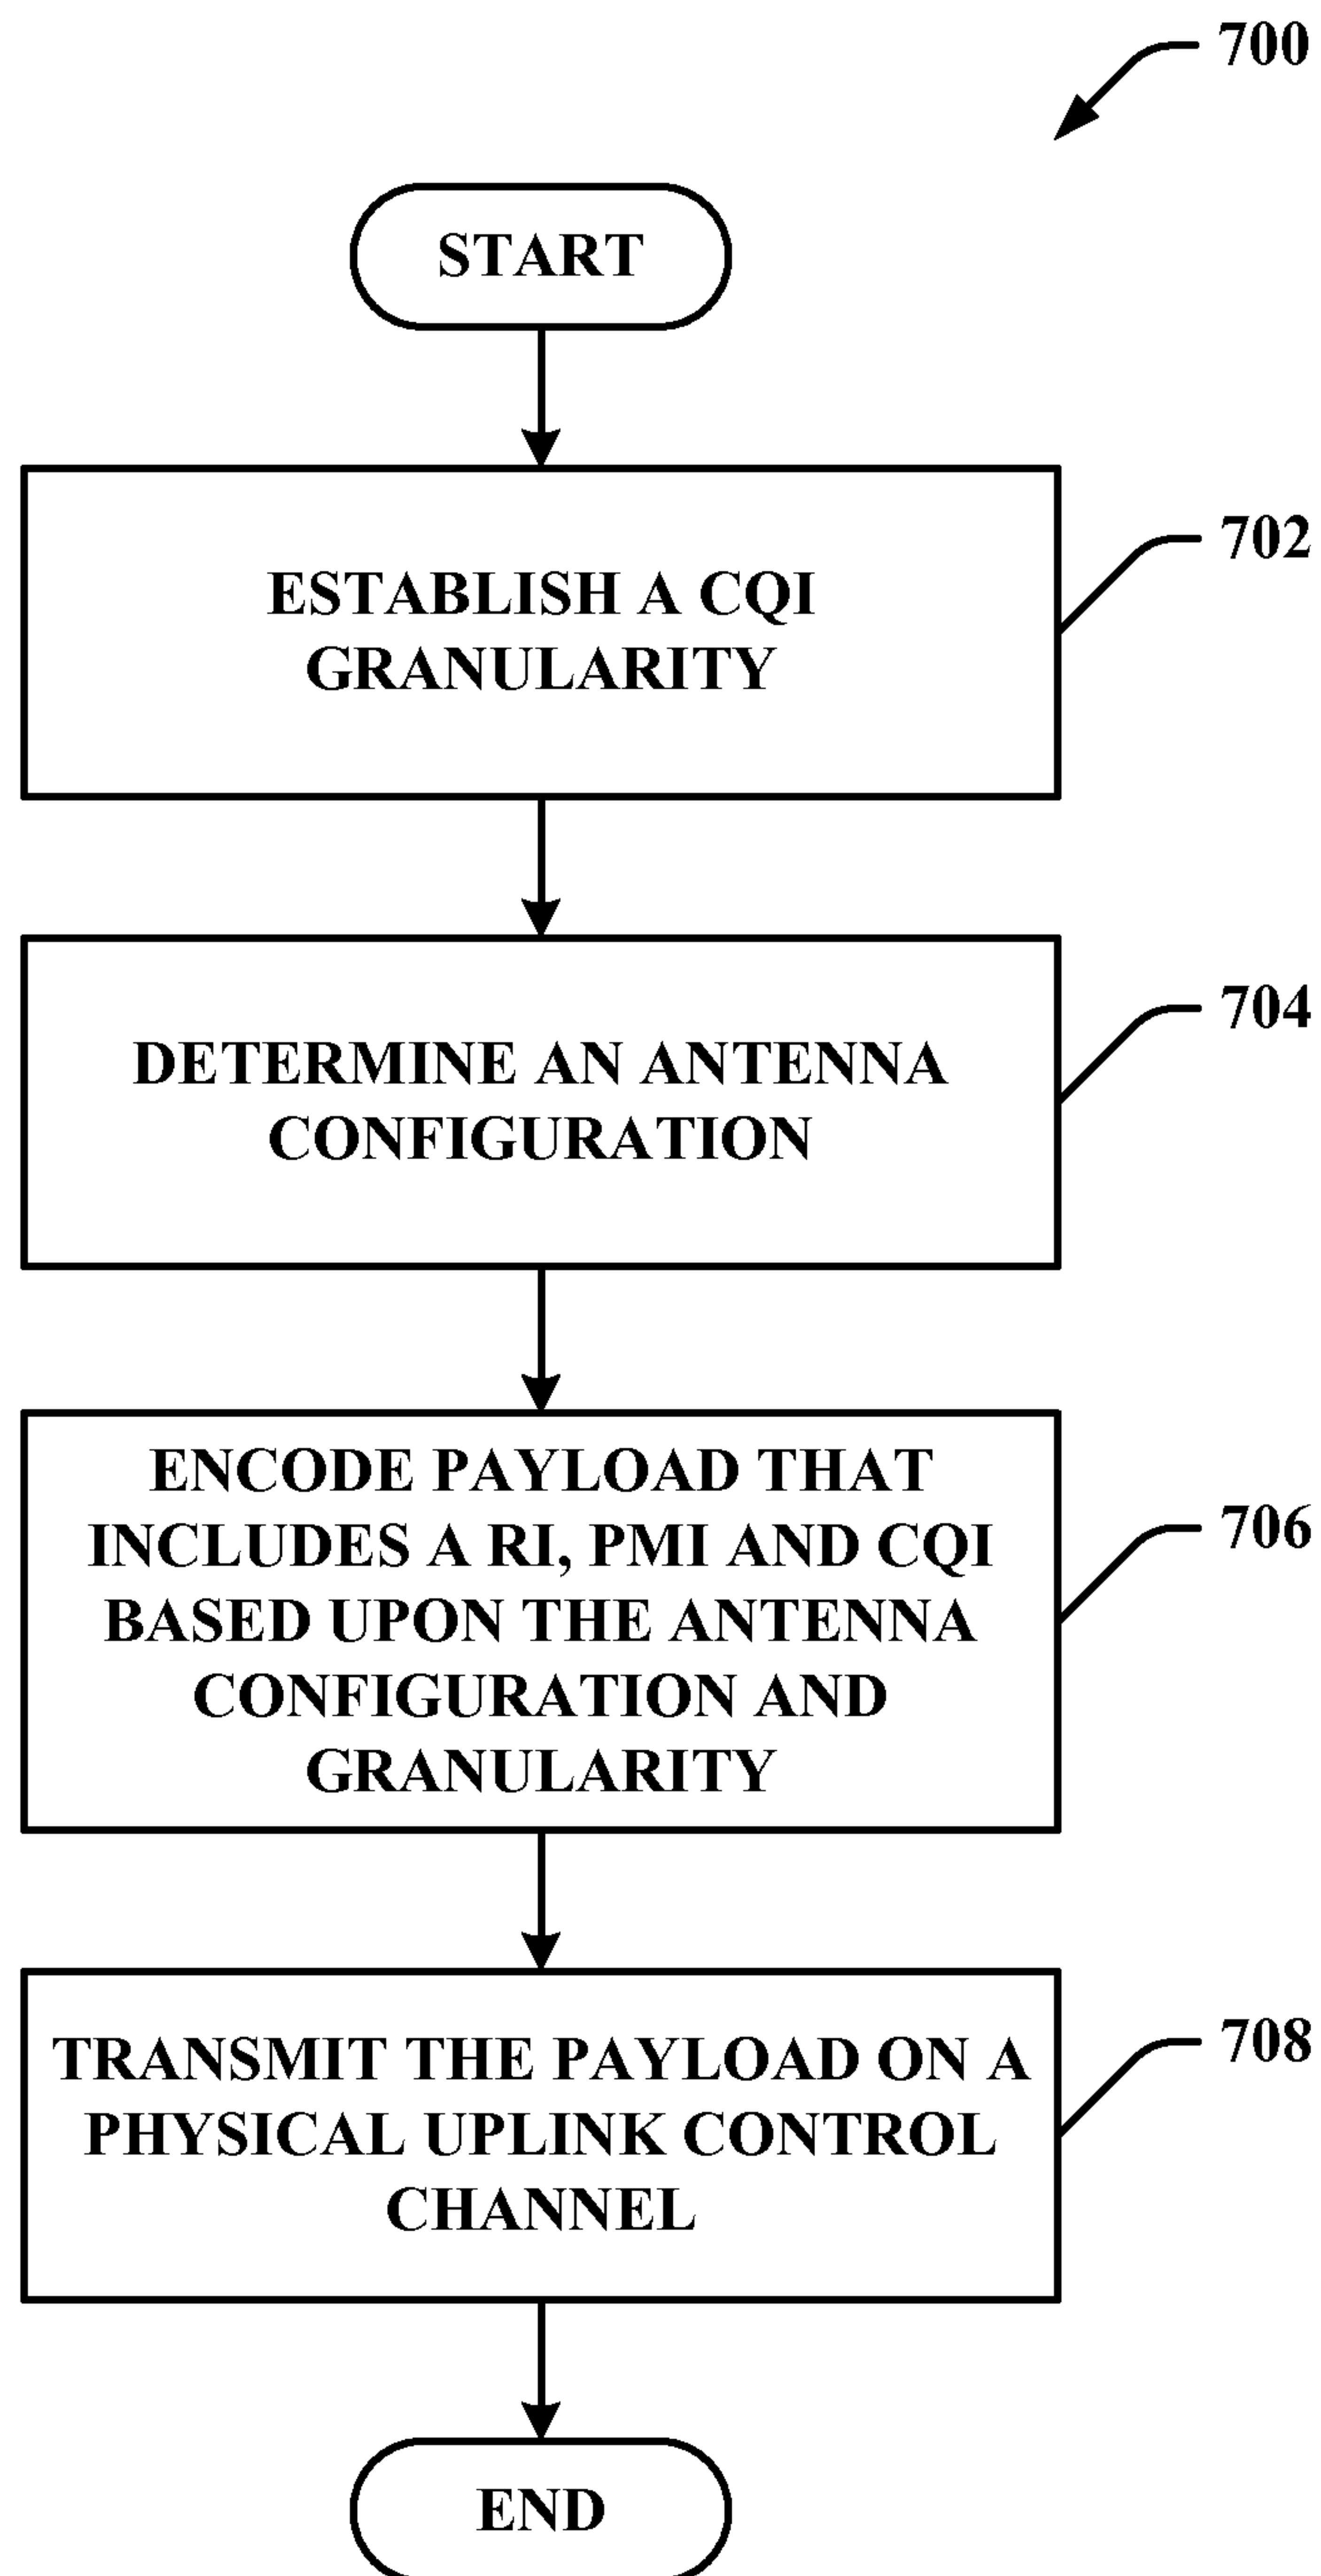 700
START
ESTABLISH A CQI
GRANULARITY
702
DETERMINE AN ANTENNA
CONFIGURATION
704
ENCODE PAYLOAD THAT
INCLUDES A RI, PMI AND CQI
BASED UPON THE ANTENNA
CONFIGURATION AND
GRANULARITY
706
TRANSMIT THE PAYLOAD ON A
PHYSICAL UPLINK CONTROL
CHANNEL
708
END